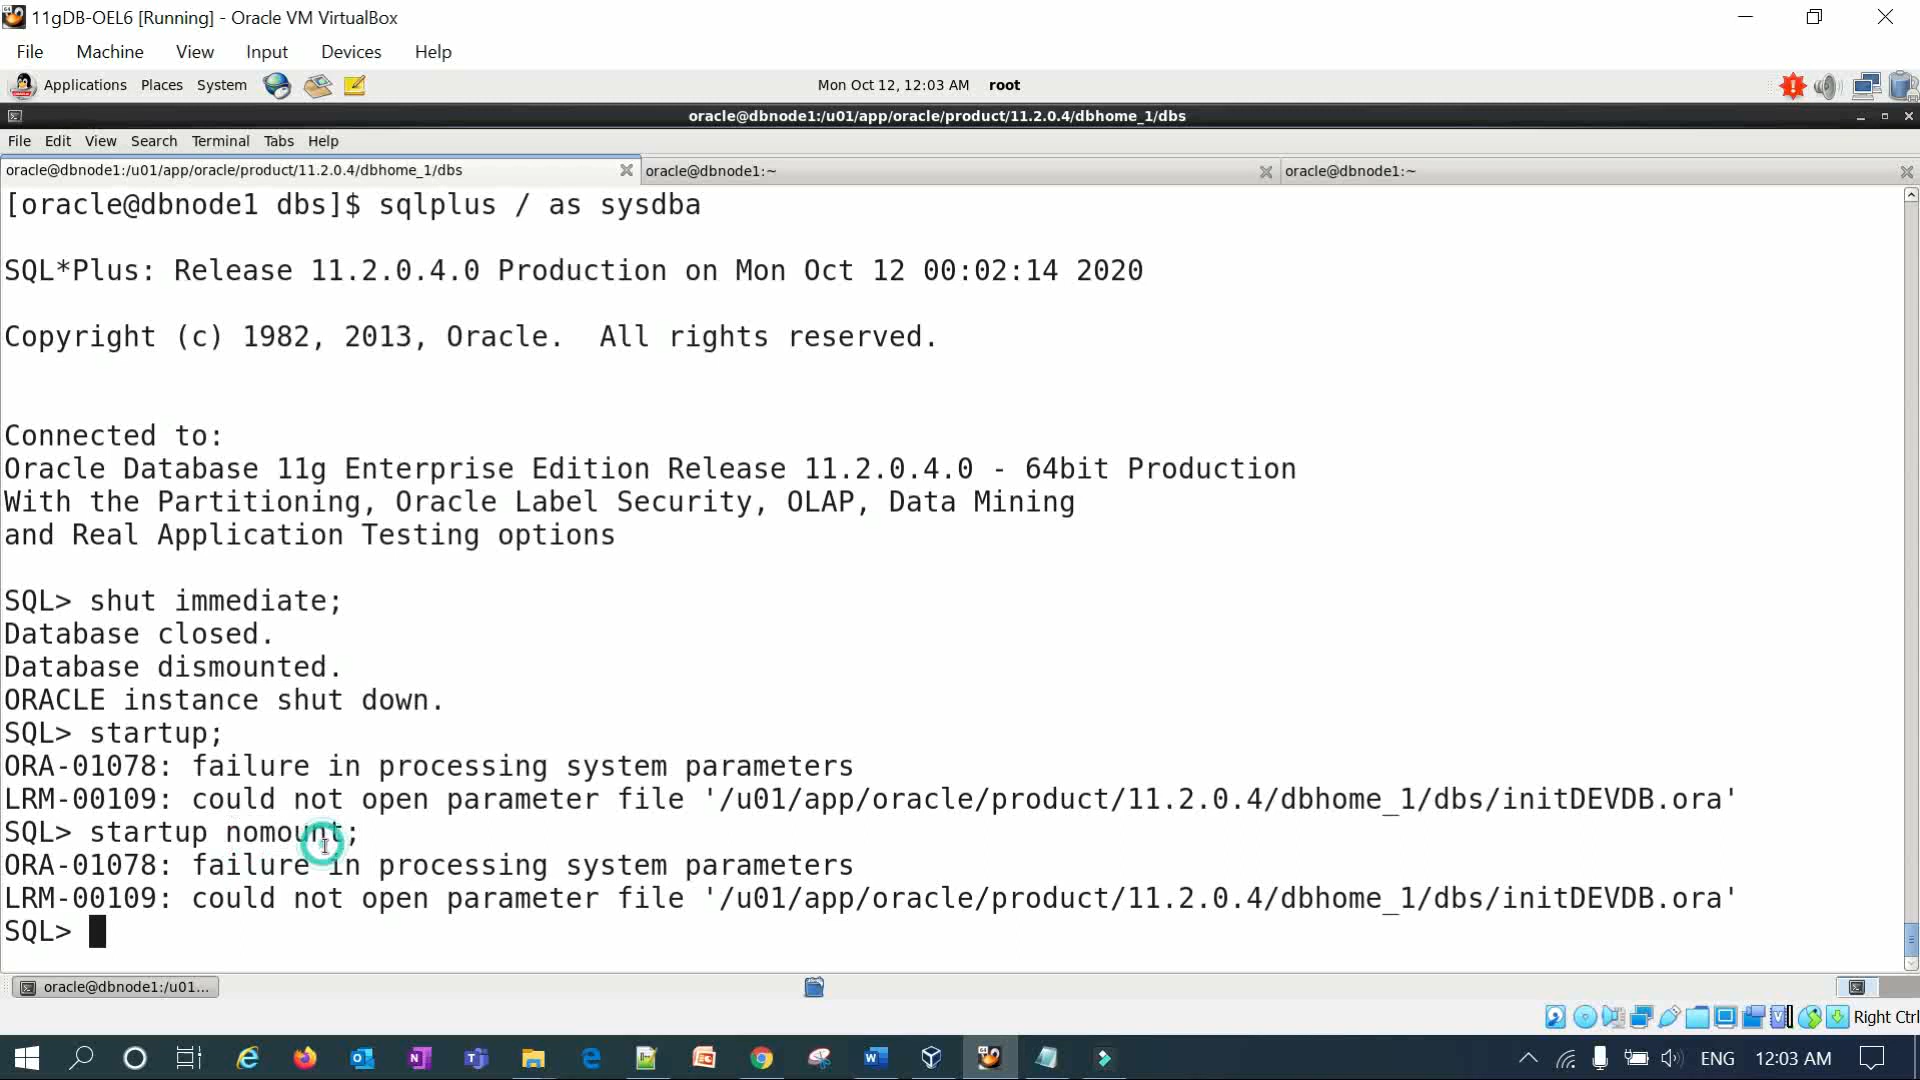 11gDB-OEL6 [Running] - Oracle VM VirtualBox
File Machine View Input Devices Help
Applications Places System Mon Oct 12, 12:03 AM root
oracle@dbnode1:/u01/app/oracle/product/11.2.0.4/dbhome_1/dbs
File Edit View Search Terminal Tabs Help
oracle@dbnode1:/u01/app/oracle/product/11.2.0.4/dbhome_1/dbs oracle@dbnode1:~ oracle@dbnode1:~
[oracle@dbnode1 dbs]$ sqlplus / as sysdba
SQL*Plus: Release 11.2.0.4.0 Production on Mon Oct 12 00:02:14 2020
Copyright (c) 1982, 2013, Oracle.  All rights reserved.
Connected to:
Oracle Database 11g Enterprise Edition Release 11.2.0.4.0 - 64bit Production
With the Partitioning, Oracle Label Security, OLAP, Data Mining
and Real Application Testing options
SQL> shut immediate;
Database closed.
Database dismounted.
ORACLE instance shut down.
SQL> startup;
ORA-01078: failure in processing system parameters
LRM-00109: could not open parameter file '/u01/app/oracle/product/11.2.0.4/dbhome_1/dbs/initDEVDB.ora'
SQL> startup nomount;
ORA-01078: failure in processing system parameters
LRM-00109: could not open parameter file '/u01/app/oracle/product/11.2.0.4/dbhome_1/dbs/initDEVDB.ora'
SQL>
oracle@dbnode1:/u01...
Right Ctrl
ENG 12:03 AM